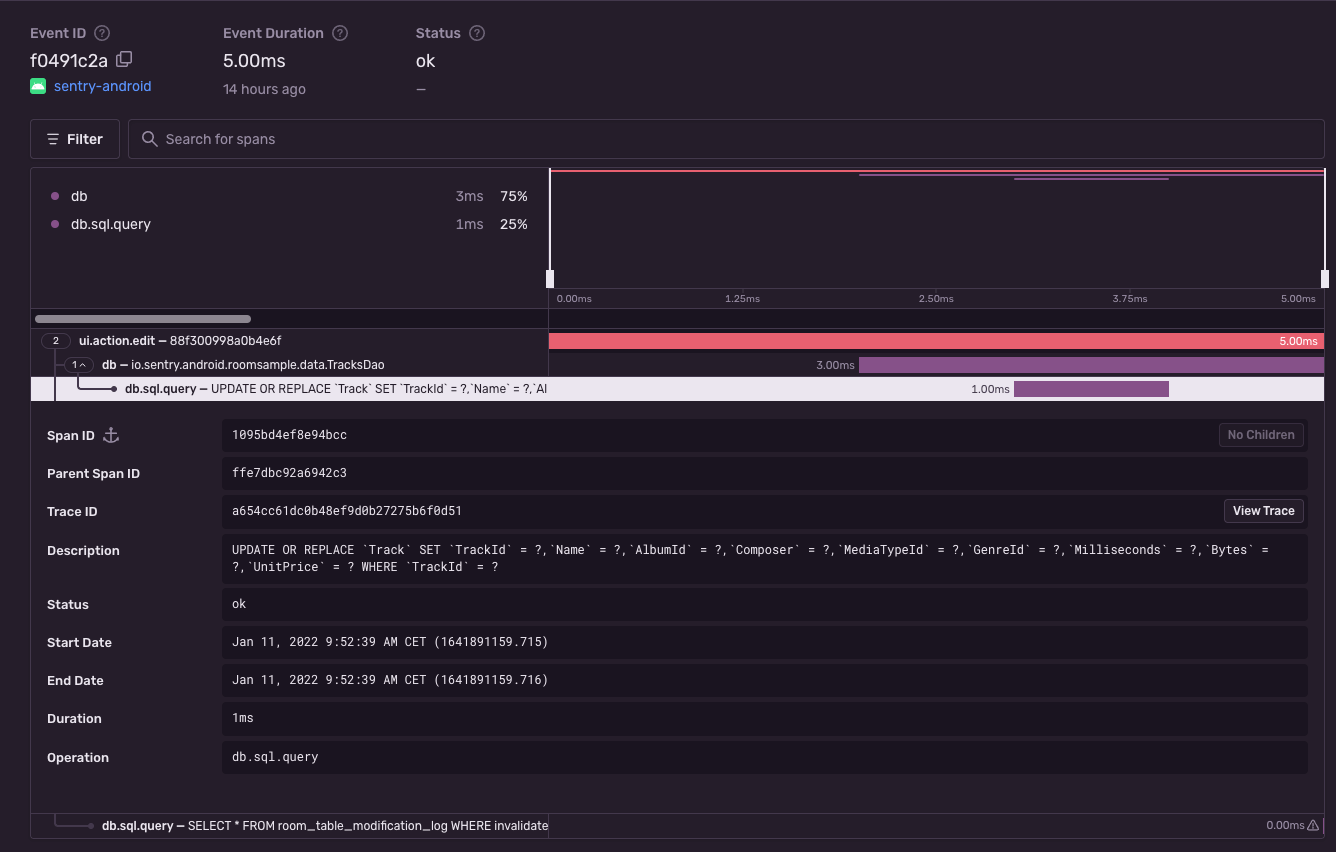 Event ID
Event Duration
Status
f0491c2a
5.00ms
ok
sentry-android
14 hours ago
—
Filter
Search for spans
db 3ms 75%
db.sql.query 1ms 25%
0.00ms 1.25ms 2.50ms 3.75ms 5.00ms
2 ui.action.edit — 88f300998a0b4e6f 5.00ms
1 db — io.sentry.android.roomsample.data.TracksDao 3.00ms
db.sql.query — UPDATE OR REPLACE `Track` SET `TrackId` = ?,`Name` = ?,`Al 1.00ms
Span ID 1095bd4ef8e94bcc No Children
Parent Span ID ffe7dbc92a6942c3
Trace ID a654cc61dc0b48ef9d0b27275b6f0d51 View Trace
Description UPDATE OR REPLACE `Track` SET `TrackId` = ?,`Name` = ?,`AlbumId` = ?,`Composer` = ?,`MediaTypeId` = ?,`GenreId` = ?,`Milliseconds` = ?,`Bytes` =
?,`UnitPrice` = ? WHERE `TrackId` = ?
Status ok
Start Date Jan 11, 2022 9:52:39 AM CET (1641891159.715)
End Date Jan 11, 2022 9:52:39 AM CET (1641891159.716)
Duration 1ms
Operation db.sql.query
db.sql.query — SELECT * FROM room_table_modification_log WHERE invalidate 0.00ms